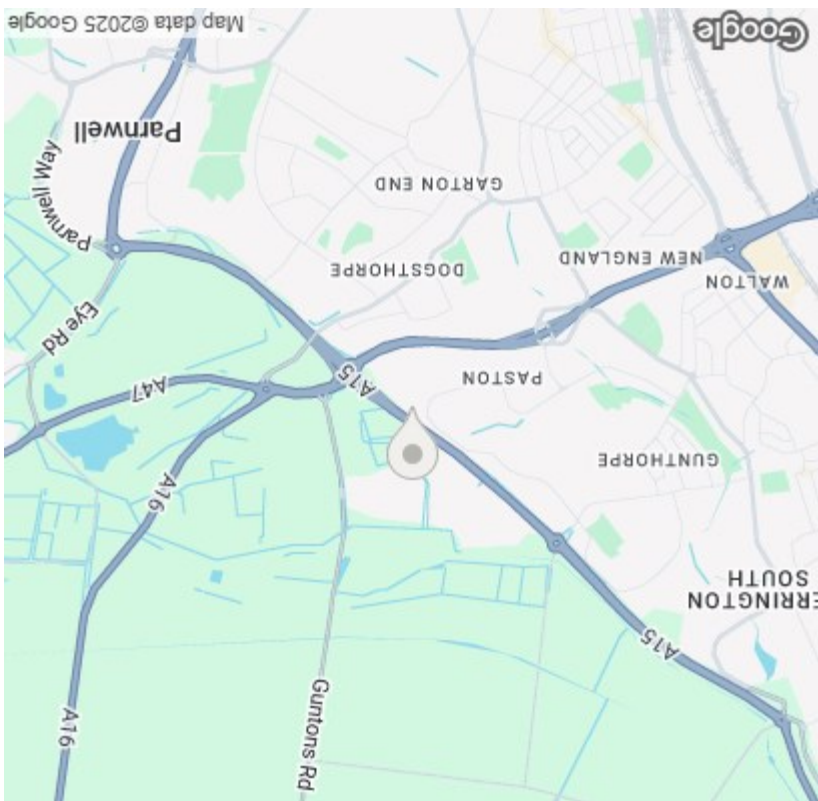 Guntons Rd
A16
A15
ERRINGTON
SOUTH
A16
GUNTHORPE
A47
A15
PASTON
Eye Rd
WALTON
DOGSTHORPE
NEW ENGLAND
Parnwell Way
GARTON END
Parnwell
Google
Map data ©2025 Google